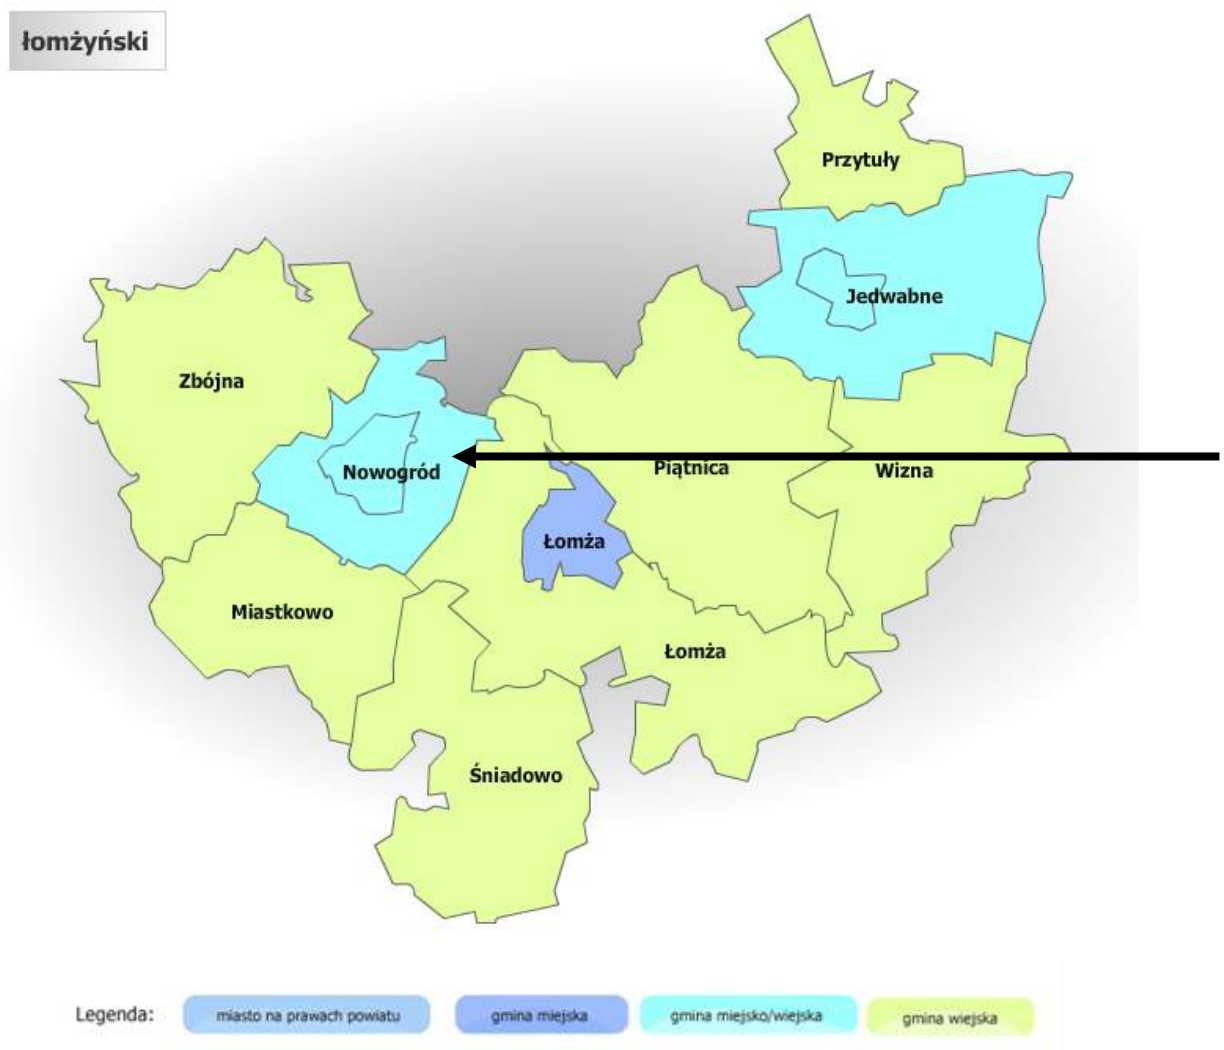 łomżyński
Przytuły
Jedwabne
Zbójna
Nowogród
Piątnica
Wizna
Łomża
Miastkowo
Łomża
Śniadowo
Legenda: miasto na prawach powiatu gmina miejska gmina miejsko/wiejska gmina wiejska